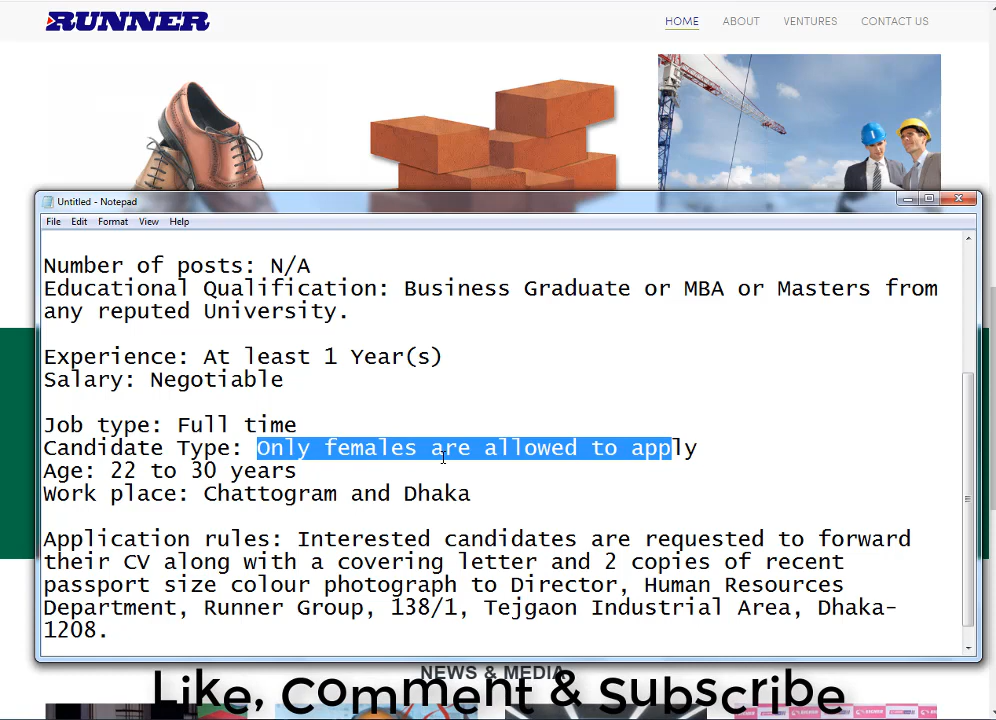 RUNNER
HOME ABOUT VENTURES CONTACT US
Untitled - Notepad
File Edit Format View Help
Number of posts: N/A
Educational Qualification: Business Graduate or MBA or Masters from
any reputed University.
Experience: At least 1 Year(s)
Salary: Negotiable
Job type: Full time
Candidate Type: Only females are allowed to apply
Age: 22 to 30 years
Work place: Chattogram and Dhaka
Application rules: Interested candidates are requested to forward
their CV along with a covering letter and 2 copies of recent
passport size colour photograph to Director, Human Resources
Department, Runner Group, 138/1, Tejgaon Industrial Area, Dhaka-
1208.
NEWS & MEDIA
Like, Comment & Subscribe